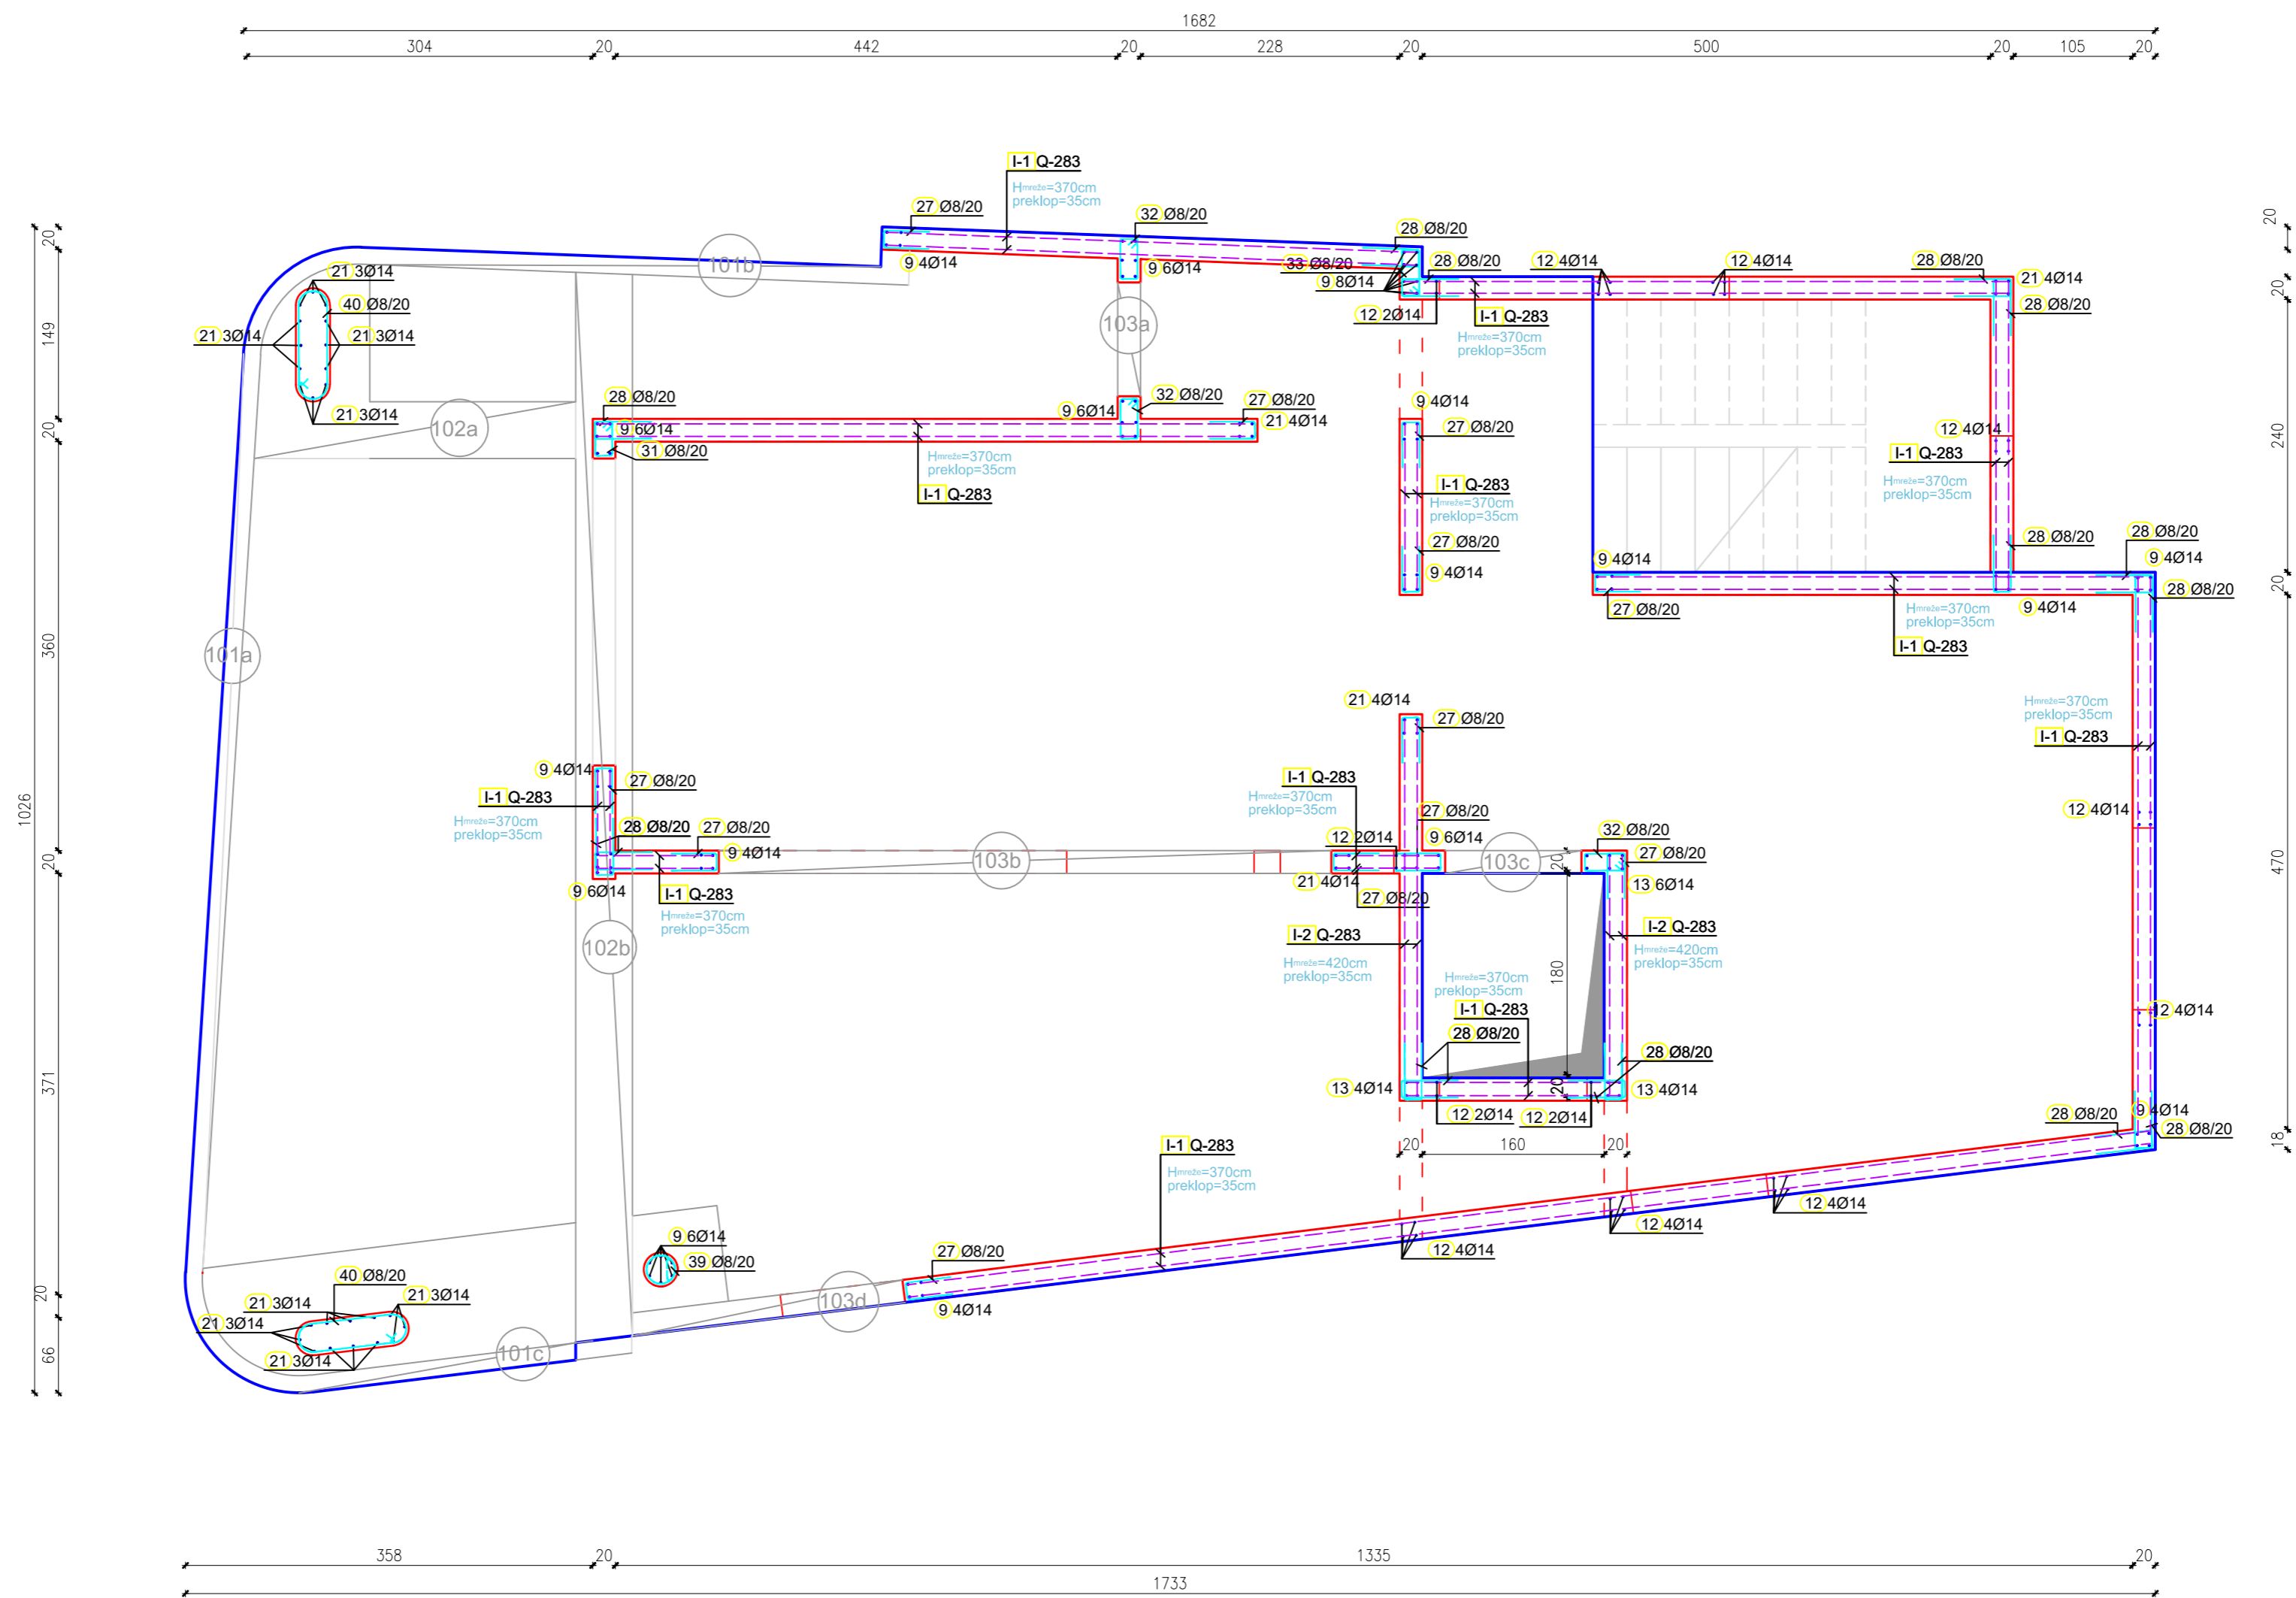 1682
304
20
442
20
228
20
500
20
105
20
I-1 Q-283
Hmreže=370cm
preklop=35cm
27 Ø8/20
32 Ø8/20
28 Ø8/20
9 4Ø14
9 6Ø14
33 Ø8/20
9 8Ø14
28 Ø8/20
12 4Ø14
12 4Ø14
28 Ø8/20
21 4Ø14
28 Ø8/20
12 2Ø14
I-1 Q-283
Hmreže=370cm
preklop=35cm
101b
103a
21 3Ø14
40 Ø8/20
21 3Ø14
21 3Ø14
21 3Ø14
102a
28 Ø8/20
9 6Ø14
31 Ø8/20
9 6Ø14
32 Ø8/20
27 Ø8/20
21 4Ø14
Hmreže=370cm
preklop=35cm
I-1 Q-283
9 4Ø14
27 Ø8/20
I-1 Q-283
Hmreže=370cm
preklop=35cm
27 Ø8/20
9 4Ø14
12 4Ø14
I-1 Q-283
Hmreže=370cm
preklop=35cm
28 Ø8/20
28 Ø8/20
9 4Ø14
28 Ø8/20
9 4Ø14
27 Ø8/20
9 4Ø14
Hmreže=370cm
preklop=35cm
I-1 Q-283
101a
Hmreže=370cm
preklop=35cm
I-1 Q-283
12 4Ø14
12 4Ø14
21 4Ø14
27 Ø8/20
9 4Ø14
27 Ø8/20
I-1 Q-283
Hmreže=370cm
preklop=35cm
28 Ø8/20
27 Ø8/20
9 4Ø14
9 6Ø14
I-1 Q-283
Hmreže=370cm
preklop=35cm
103b
I-1 Q-283
Hmreže=370cm
preklop=35cm
27 Ø8/20
12 2Ø14
9 6Ø14
21 4Ø14
27 Ø8/20
103c
20
32 Ø8/20
27 Ø8/20
13 6Ø14
I-2 Q-283
Hmreže=420cm
preklop=35cm
I-2 Q-283
Hmreže=420cm
preklop=35cm
180
Hmreže=370cm
preklop=35cm
I-1 Q-283
28 Ø8/20
28 Ø8/20
13 4Ø14
20
13 4Ø14
12 2Ø14
12 2Ø14
20
160
20
102b
I-1 Q-283
Hmreže=370cm
preklop=35cm
28 Ø8/20
9 4Ø14
28 Ø8/20
12 4Ø14
12 4Ø14
12 4Ø14
9 6Ø14
39 Ø8/20
27 Ø8/20
9 4Ø14
103d
40 Ø8/20
21 3Ø14
21 3Ø14
21 3Ø14
21 3Ø14
101c
1026
20
149
20
360
20
371
20
66
20
20
240
20
470
18
358
20
1335
20
1733